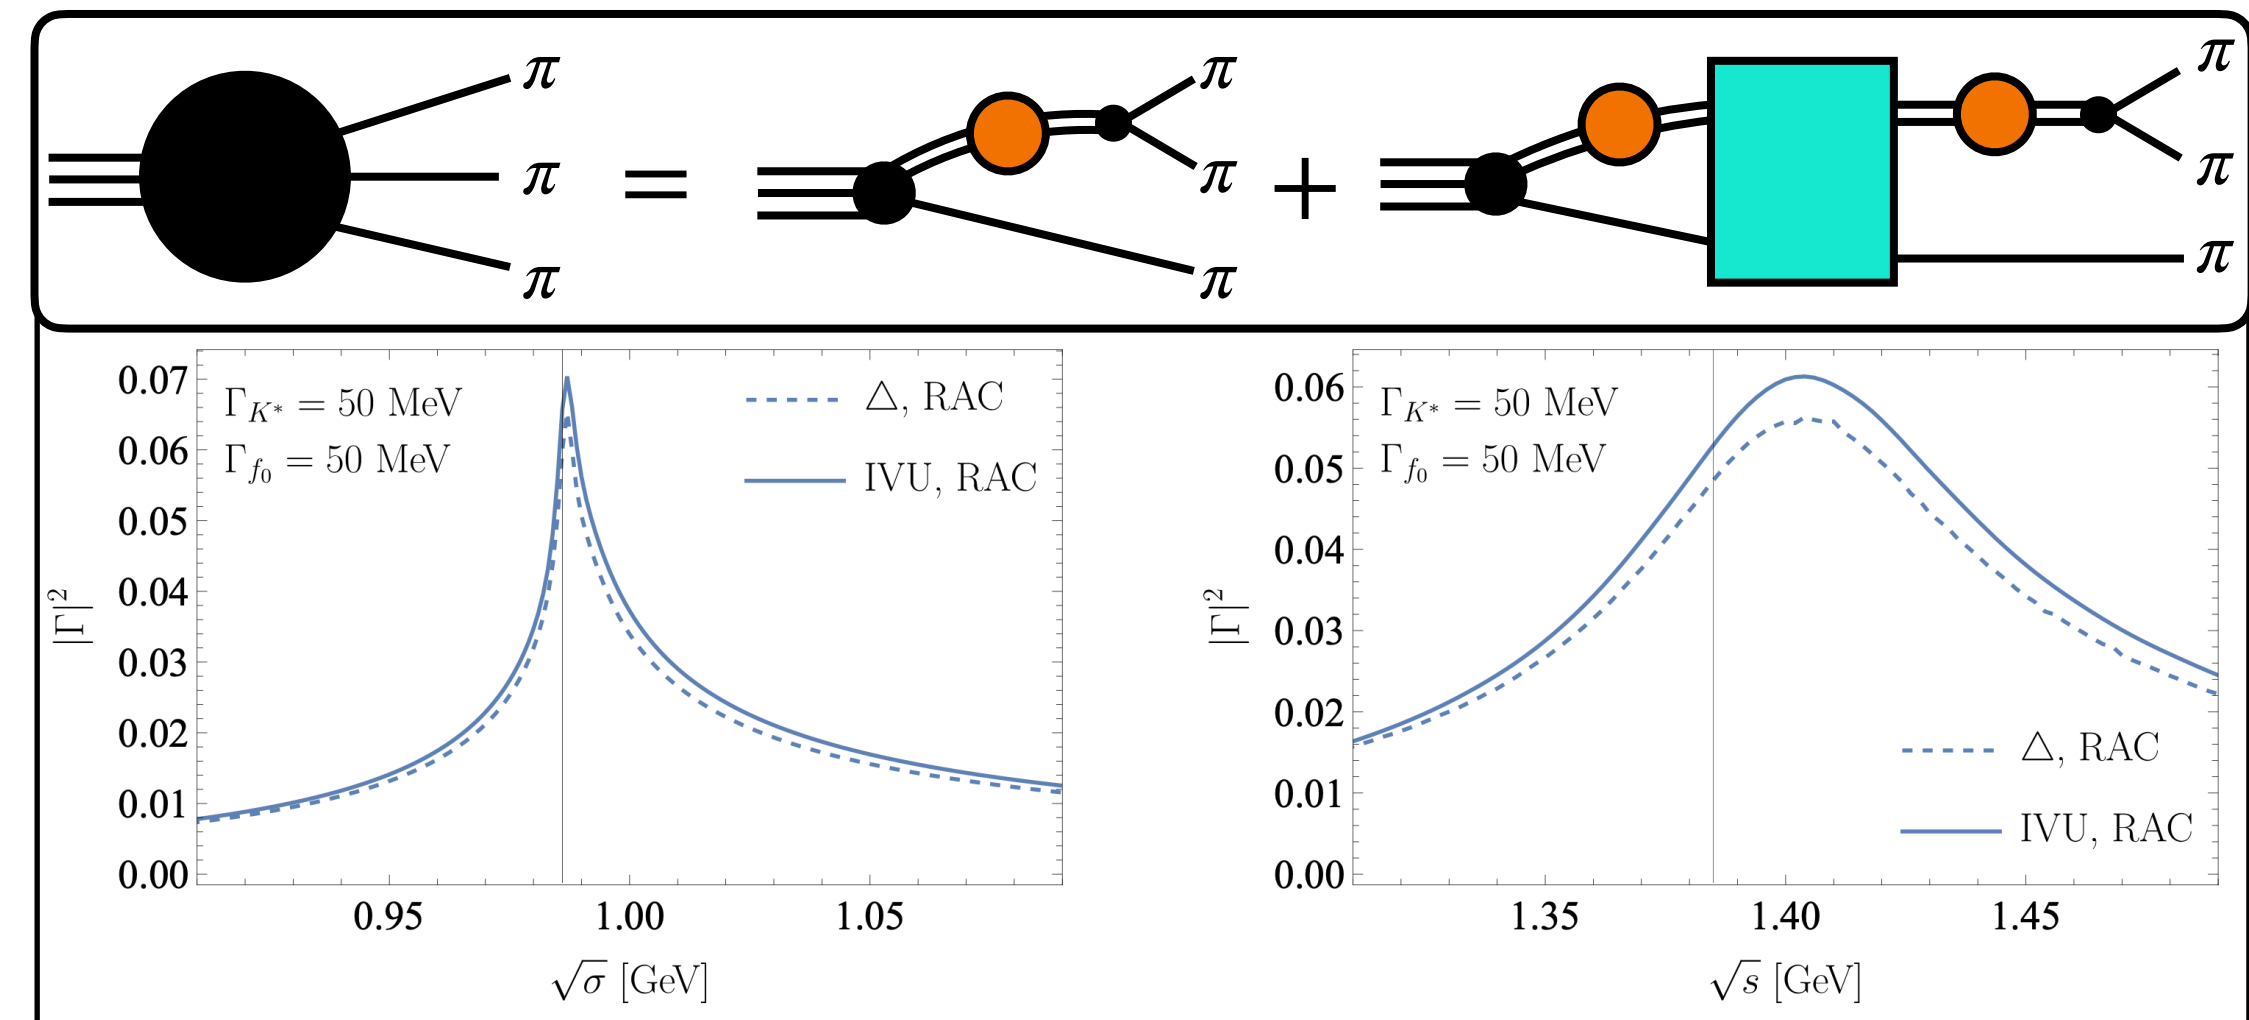 π π π
π = + π
π π π
Γ_{K*} = 50 MeV
Γ_{f_0} = 50 MeV
△, RAC
IVU, RAC
0.07
0.06
0.05
0.04
0.03
0.02
0.01
0.00
|Γ|²
0.95 1.00 1.05
√σ [GeV]
Γ_{K*} = 50 MeV
Γ_{f_0} = 50 MeV
0.06
0.05
0.04
0.03
0.02
0.01
0.00
|Γ|²
△, RAC
IVU, RAC
1.35 1.40 1.45
√s [GeV]